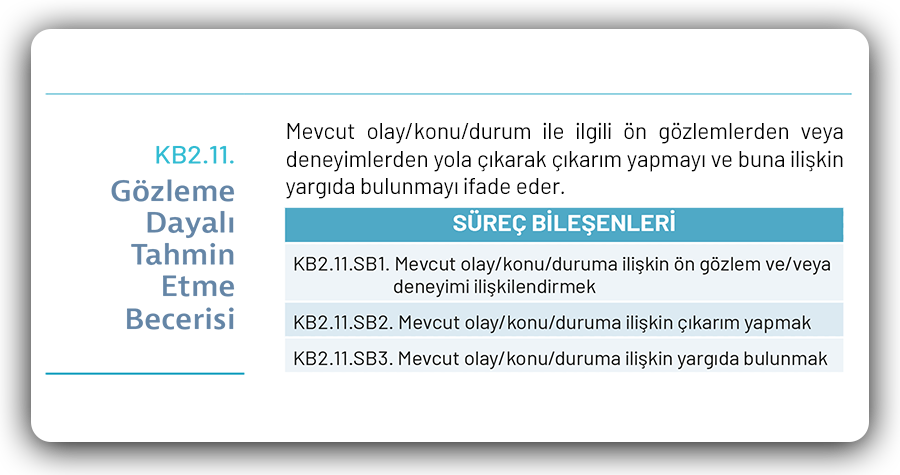 KB2.11.
Gözleme
Dayalı
Tahmin
Etme
Becerisi
Mevcut olay/konu/durum ile ilgili ön gözlemlerden veya
deneyimlerden yola çıkarak çıkarım yapmayı ve buna ilişkin
yargıda bulunmayı ifade eder.
SÜREÇ BİLEŞENLERİ
KB2.11.SB1. Mevcut olay/konu/duruma ilişkin ön gözlem ve/veya
deneyimi ilişkilendirmek
KB2.11.SB2. Mevcut olay/konu/duruma ilişkin çıkarım yapmak
KB2.11.SB3. Mevcut olay/konu/duruma ilişkin yargıda bulunmak